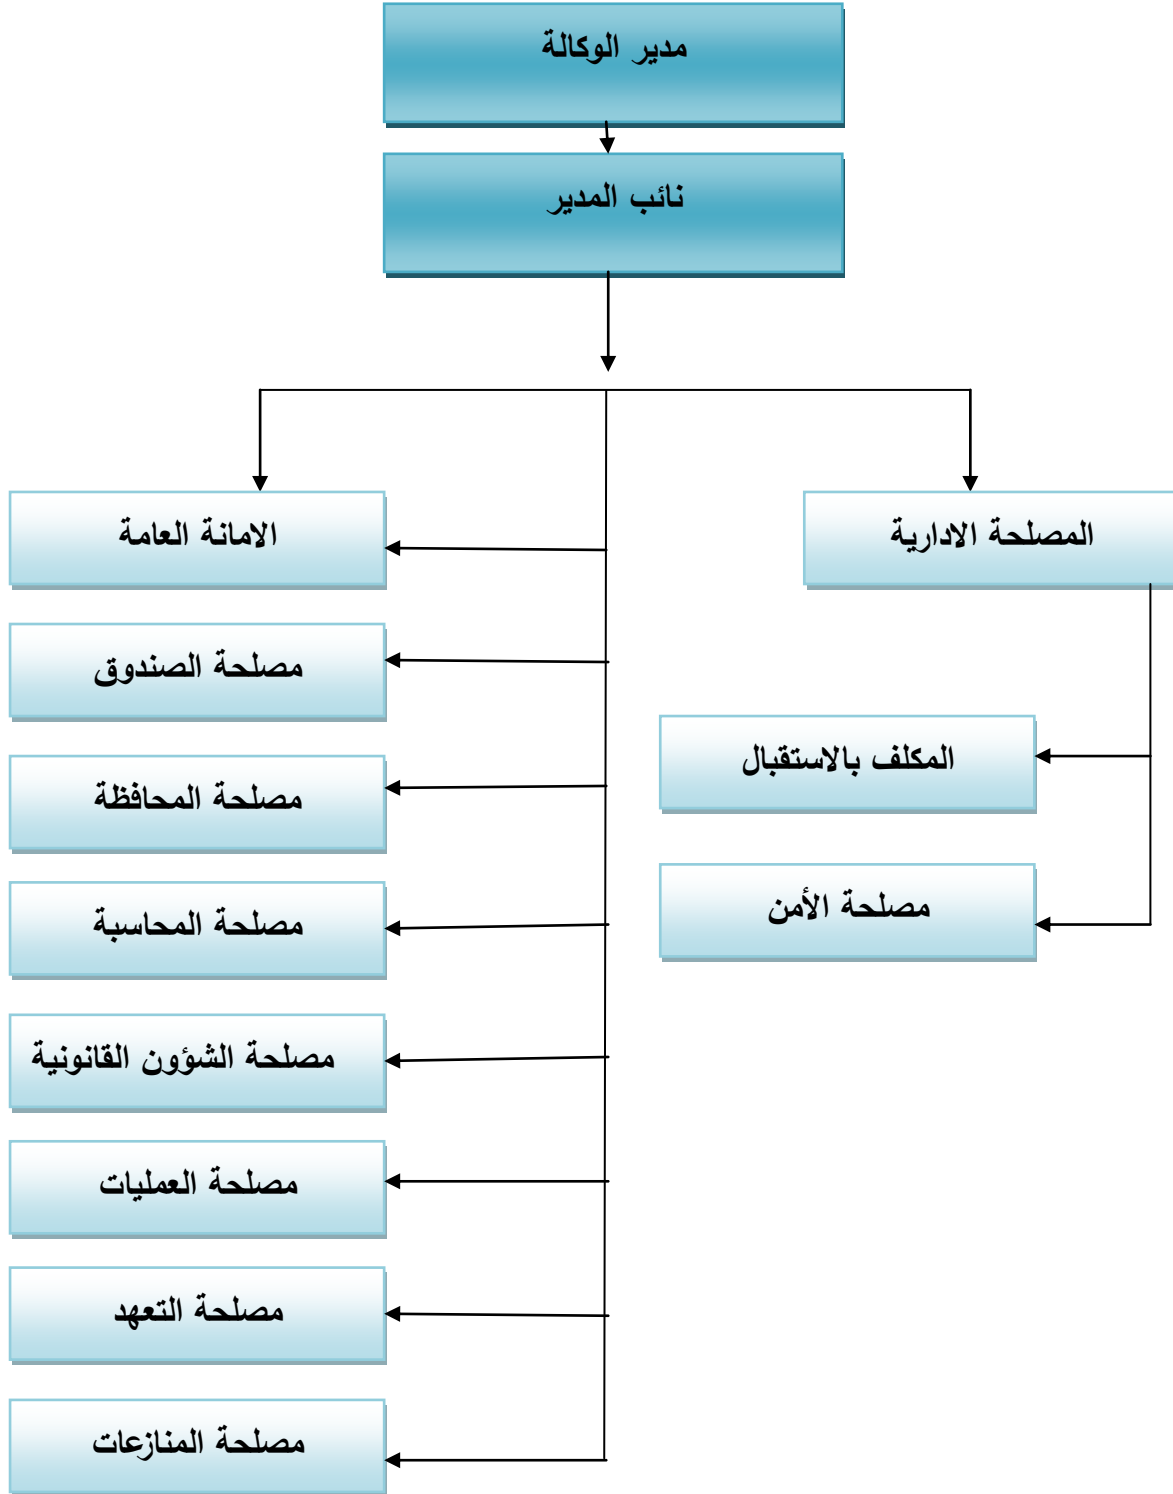 مدير الوكالة
نائب المدير
المصلحة الادارية
المكلف بالاستقبال
مصلحة الأمن
الامانة العامة
مصلحة الصندوق
مصلحة المحافظة
مصلحة المحاسبة
مصلحة الشؤون القانونية
مصلحة العمليات
مصلحة التعهد
مصلحة المنازعات